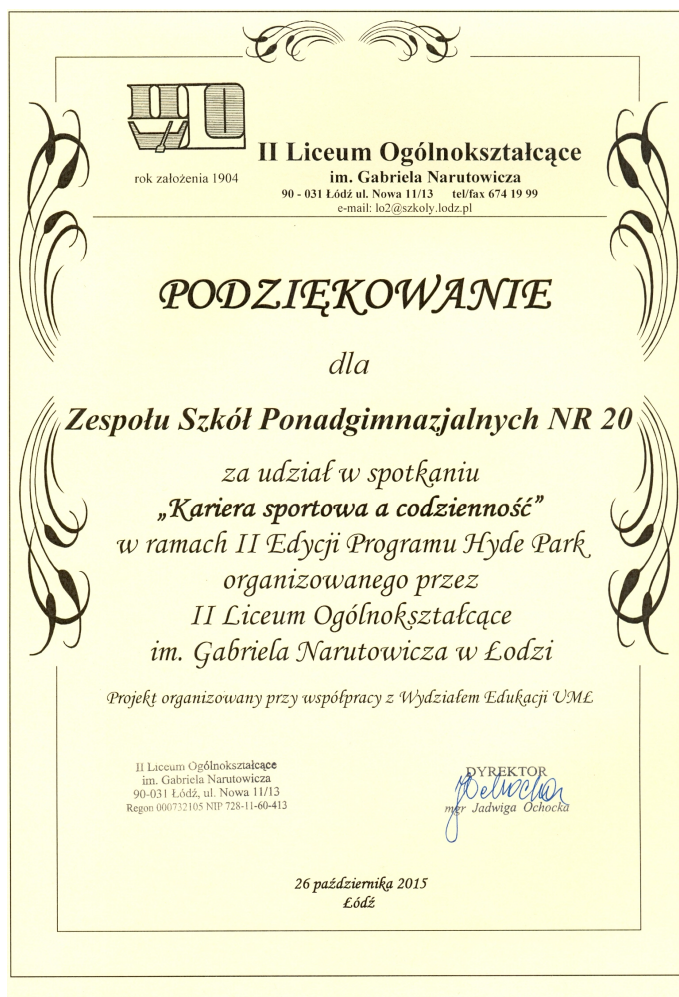 rok założenia 1904
II Liceum Ogólnokształcące
im. Gabriela Narutowicza
90 - 031 Łódź ul. Nowa 11/13 tel/fax 674 19 99
e-mail: lo2@szkoly.lodz.pl
PODZIĘKOWANIE
dla
Zespołu Szkół Ponadgimnazjalnych NR 20
za udział w spotkaniu
„Kariera sportowa a codzienność”
w ramach II Edycji Programu Hyde Park
organizowanego przez
II Liceum Ogólnokształcące
im. Gabriela Narutowicza w Łodzi
Projekt organizowany przy współpracy z Wydziałem Edukacji UMŁ
II Liceum Ogólnokształcące
im. Gabriela Narutowicza
90-031 Łódź, ul. Nowa 11/13
Regon 000732105 NIP 728-11-60-413
DYREKTOR
mgr Jadwiga Ochocka
26 października 2015
Łódź